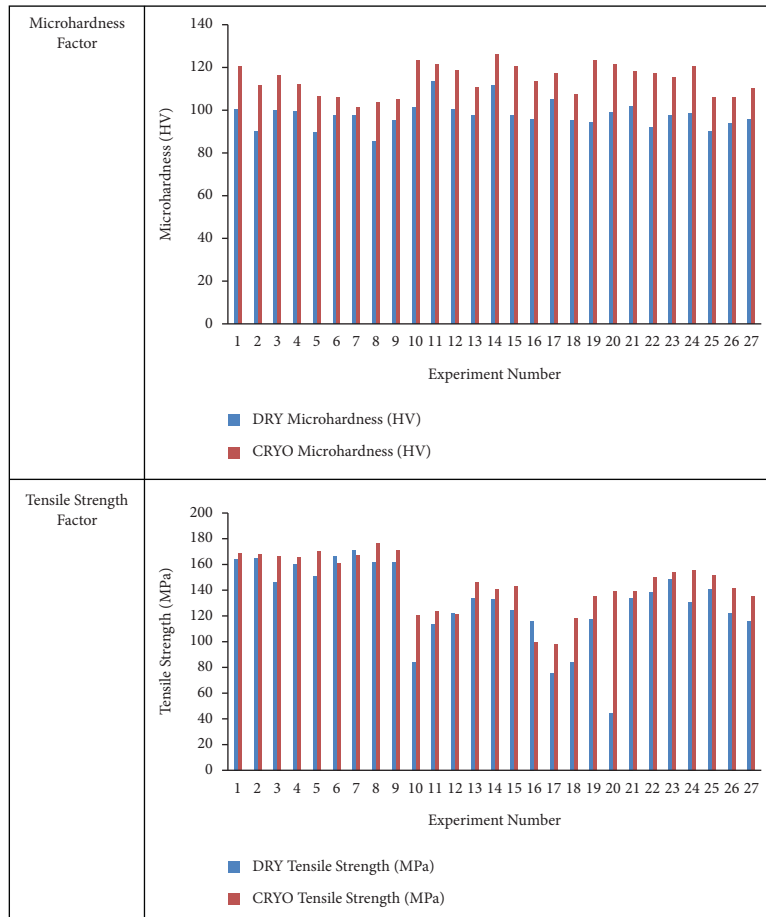 Microhardness
Factor
140
120
100
80
60
40
20
0
Microhardness (HV)
1 2 3 4 5 6 7 8 9 10 11 12 13 14 15 16 17 18 19 20 21 22 23 24 25 26 27
Experiment Number
DRY Microhardness (HV)
CRYO Microhardness (HV)
Tensile Strength
Factor
200
180
160
140
120
100
80
60
40
20
0
Tensile Strength (MPa)
1 2 3 4 5 6 7 8 9 10 11 12 13 14 15 16 17 18 19 20 21 22 23 24 25 26 27
Experiment Number
DRY Tensile Strength (MPa)
CRYO Tensile Strength (MPa)